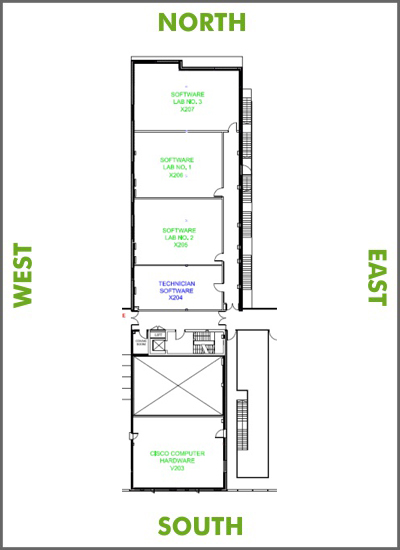 NORTH
SOFTWARE
LAB NO. 3
X207
SOFTWARE
LAB NO. 1
X206
SOFTWARE
LAB NO. 2
X205
WEST
EAST
TECHNICIAN
SOFTWARE
X204
LIFT
CISCO COMPUTER
HARDWARE
V203
SOUTH